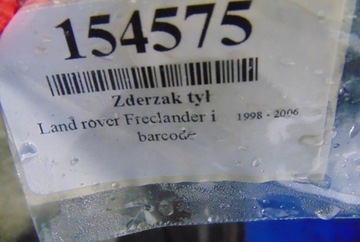 154575
Zderzak tył
Land rover Freelander i 1998 - 2006
barcode